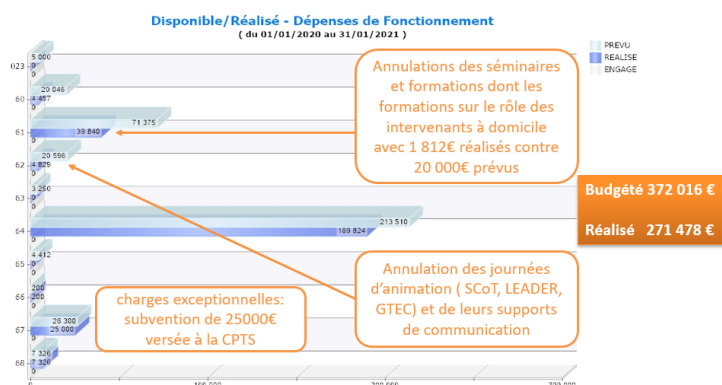 Disponible/Réalisé - Dépenses de Fonctionnement
( du 01/01/2020 au 31/01/2021 )
PREVU
REALISE
ENGAGE
023
5 000
0
0
60
20 046
4 487
0
61
71 375
39 840
0
62
20 598
4 829
0
63
3 250
0
0
64
213 510
189 824
0
65
4 412
0
0
66
200
200
0
67
26 300
25 000
0
68
7 326
7 326
0
Annulations des séminaires
et formations dont les
formations sur le rôle des
intervenants à domicile
avec 1 812€ réalisés contre
20 000€ prévus
Budgété 372 016 €
Réalisé 271 478 €
Annulation des journées
d’animation ( SCoT, LEADER,
GTEC) et de leurs supports
de communication
charges exceptionnelles:
subvention de 25000€
versée à la CPTS